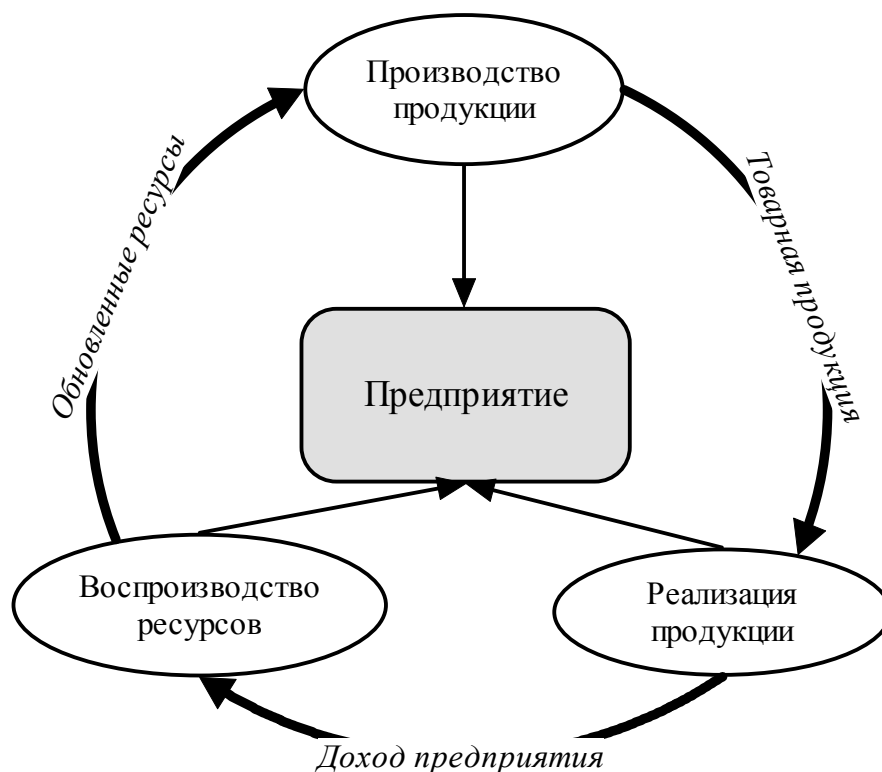 Производство
продукции
Обновленные ресурсы
Товарная продукция
Предприятие
Воспроизводство
ресурсов
Реализация
продукции
Доход предприятия